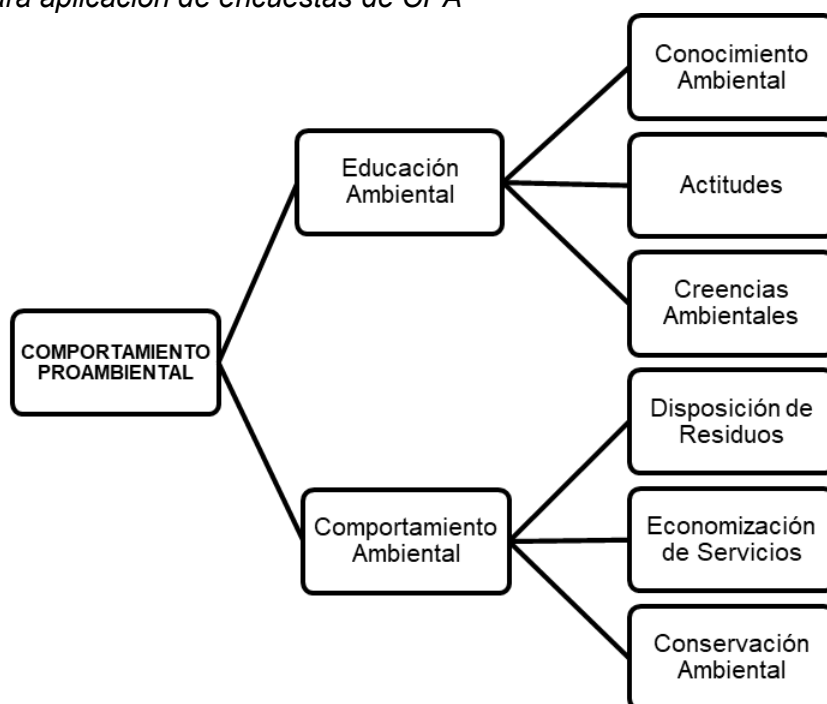 aplicación de encuestas de CPA
Conocimiento
Ambiental
Educación
Ambiental
Actitudes
Creencias
Ambientales
COMPORTAMIENTO
PROAMBIENTAL
Disposición de
Residuos
Comportamiento
Ambiental
Economización
de Servicios
Conservación
Ambiental